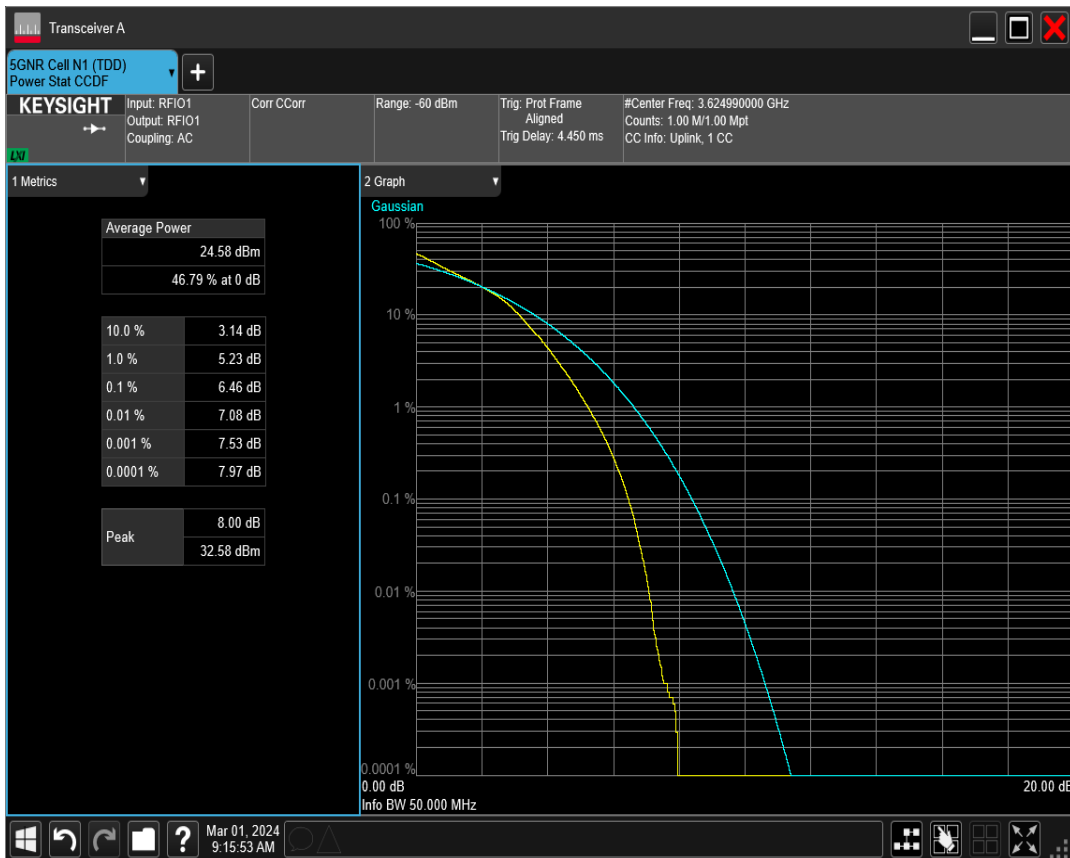 Transceiver A
5GNR Cell N1 (TDD)
Power Stat CCDF
KEYSIGHT
LXI
Input: RFIO1
Output: RFIO1
Coupling: AC
Corr CCorr
Range: -60 dBm
Trig: Prot Frame
Aligned
Trig Delay: 4.450 ms
#Center Freq: 3.624990000 GHz
Counts: 1.00 M/1.00 Mpt
CC Info: Uplink, 1 CC
1 Metrics
Average Power
24.58 dBm
46.79 % at 0 dB
10.0 % 3.14 dB
1.0 % 5.23 dB
0.1 % 6.46 dB
0.01 % 7.08 dB
0.001 % 7.53 dB
0.0001 % 7.97 dB
Peak 8.00 dB
32.58 dBm
2 Graph
Gaussian
100 %
10 %
1 %
0.1 %
0.01 %
0.001 %
0.0001 %
0.00 dB 20.00 dB
Info BW 50.000 MHz
Mar 01, 2024
9:15:53 AM